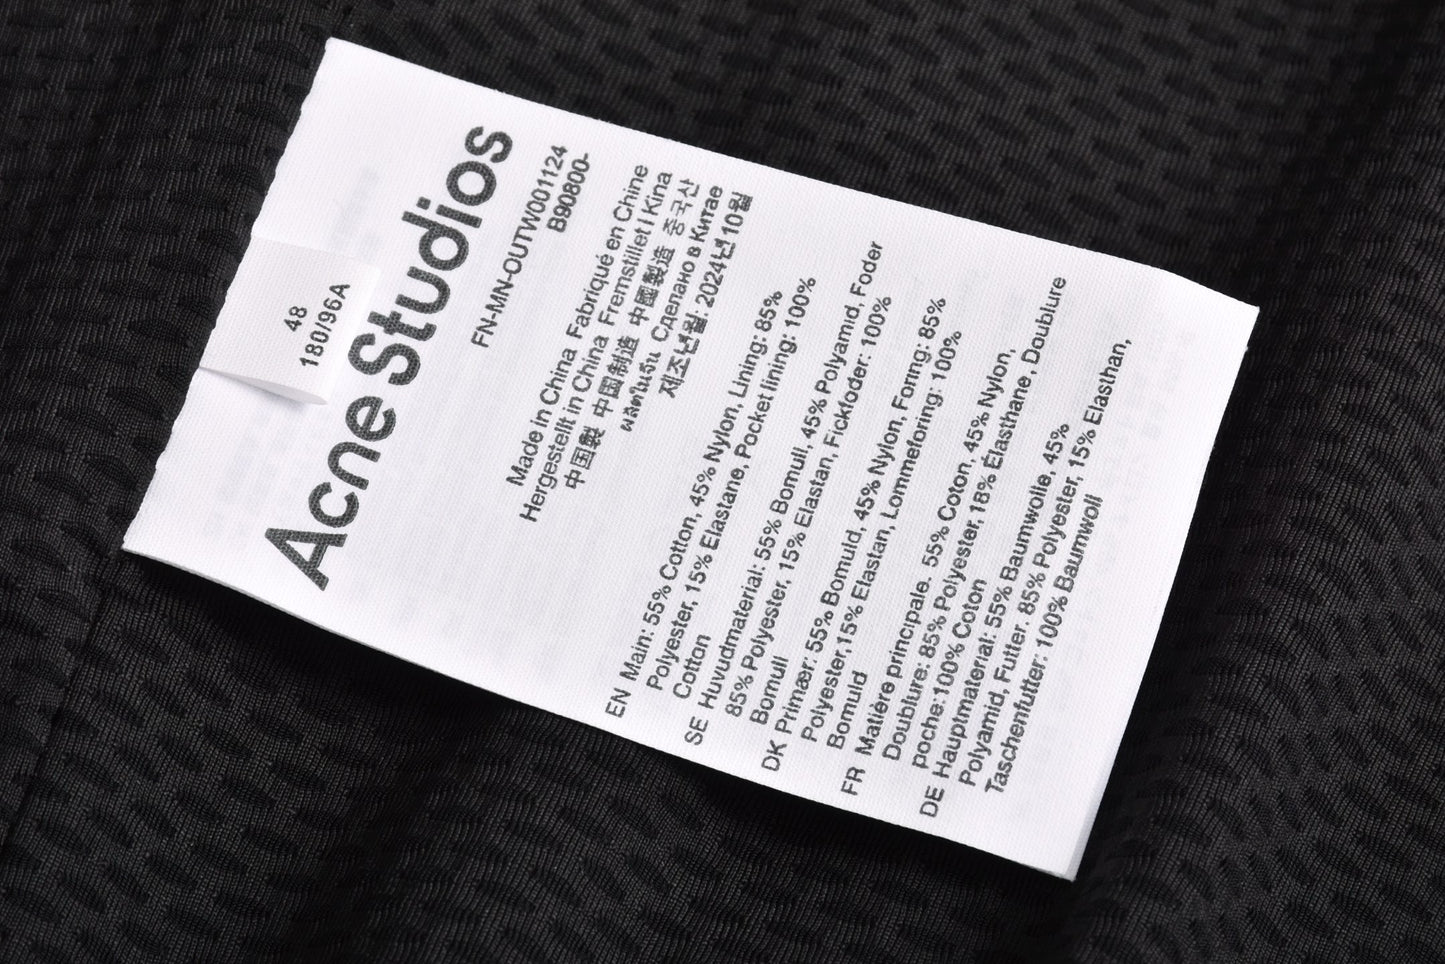 48
180/96A
Acne Studios
FN-MN-OUTW001124
B90800-
Made in China Fabriqué en Chine
Hergestellt in China Fremstillet I Kina
中国製 中国制造 中國製造 중국산
ผลิตในจีน Сделано в Китае
제조년월: 2024년10월
EN Main: 55% Cotton, 45% Nylon, Lining: 85%
Polyester, 15% Elastane, Pocket lining: 100%
Cotton
SE Huvudmaterial: 55% Bomull, 45% Polyamid, Foder
85% Polyester, 15% Elastan, Fickfoder: 100%
Bomull
DK Primær: 55% Bomuld, 45% Nylon, Foring: 85%
Polyester,15% Elastan, Lommeforing: 100%
Bomuld
FR Matière principale. 55% Coton, 45% Nylon,
Doublure: 85% Polyester, 18% Élasthane, Doublure
poche:100% Coton
DE Hauptmaterial: 55% Baumwolle, 45%
Polyamid, Futter. 85% Polyester, 15% Elasthan,
Taschenfutter: 100% Baumwoll